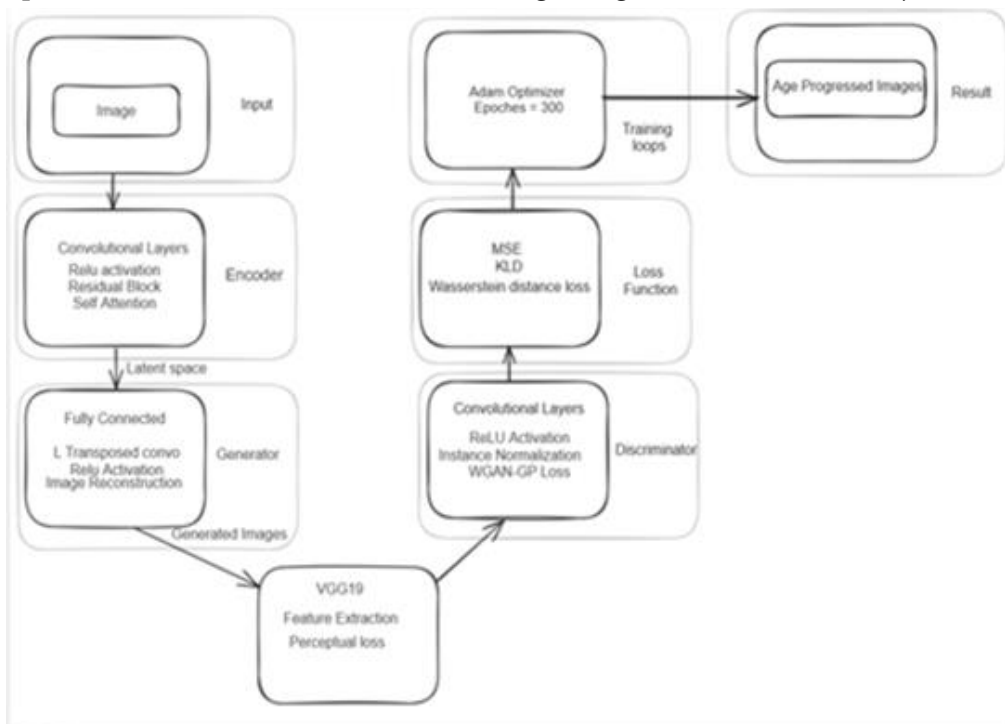 Image
Input
Convolutional Layers
Relu activation
Residual Block
Self Attention
Encoder
Latent space
Fully Connected
L Transposed convo
Relu Activation
Image Reconstruction
Generator
Generated Images
VGG19
Feature Extraction
Perceptual loss
Convolutional Layers
ReLU Activation
Instance Normalization
WGAN-GP Loss
Discriminator
MSE
KLD
Wasserstein distance loss
Loss
Function
Adam Optimizer
Epoches = 300
Training
loops
Age Progressed Images
Result